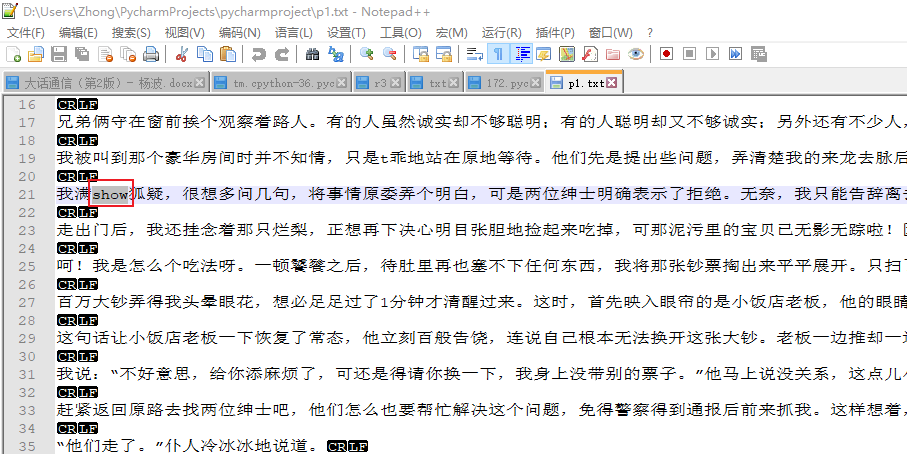 D:\Users\Zhong\PycharmProjects\pycharmproject\p1.txt - Notepad++
文件(F) 编辑(E) 搜索(S) 视图(V) 编码(N) 语言(L) 设置(T) 工具(O) 宏(M) 运行(R) 插件(P) 窗口(W) ?
大话通信（第2版）- 杨波.docx tm.cpython-36.pyc r3 txt 172.pyc p1.txt
16 CRLF
17 兄弟俩守在窗前挨个观察着路人。有的人虽然诚实却不够聪明；有的人聪明却又不够诚实；另外还有不少人，
18 CRLF
19 我被叫到那个豪华房间时并不知情，只是t乖地站在原地等待。他们先是提出些问题，弄清楚我的来龙去脉后
20 CRLF
21 我满show狐疑，很想多问几句，将事情原委弄个明白，可是两位绅士明确表示了拒绝。无奈，我只能告辞离去
22 CRLF
23 走出门后，我还挂念着那只烂梨，正想再下决心明目张胆地捡起来吃掉，可那泥污里的宝贝已无影无踪啦！
24 CRLF
25 呵！我是怎么个吃法呀。一顿饕餮之后，待肚里再也塞不下任何东西，我将那张钞票掏出来平平展开。只扫了
26 CRLF
27 百万大钞弄得我头晕眼花，想必足足过了1分钟才清醒过来。这时，首先映入眼帘的是小饭店老板，他的眼睛
28 CRLF
29 这句话让小饭店老板一下恢复了常态，他立刻百般告饶，连说自己根本无法换开这张大钞。老板一边推却一边
30 CRLF
31 我说：“不好意思，给你添麻烦了，可还是得请你换一下，我身上没带别的票子。”他马上说没关系，这点儿
32 CRLF
33 赶紧返回原路去找两位绅士吧，他们怎么也要帮忙解决这个问题，免得警察得到通报后前来抓我。这样想着，
34 CRLF
35 “他们走了。”仆人冷冰冰地说道。CRLF